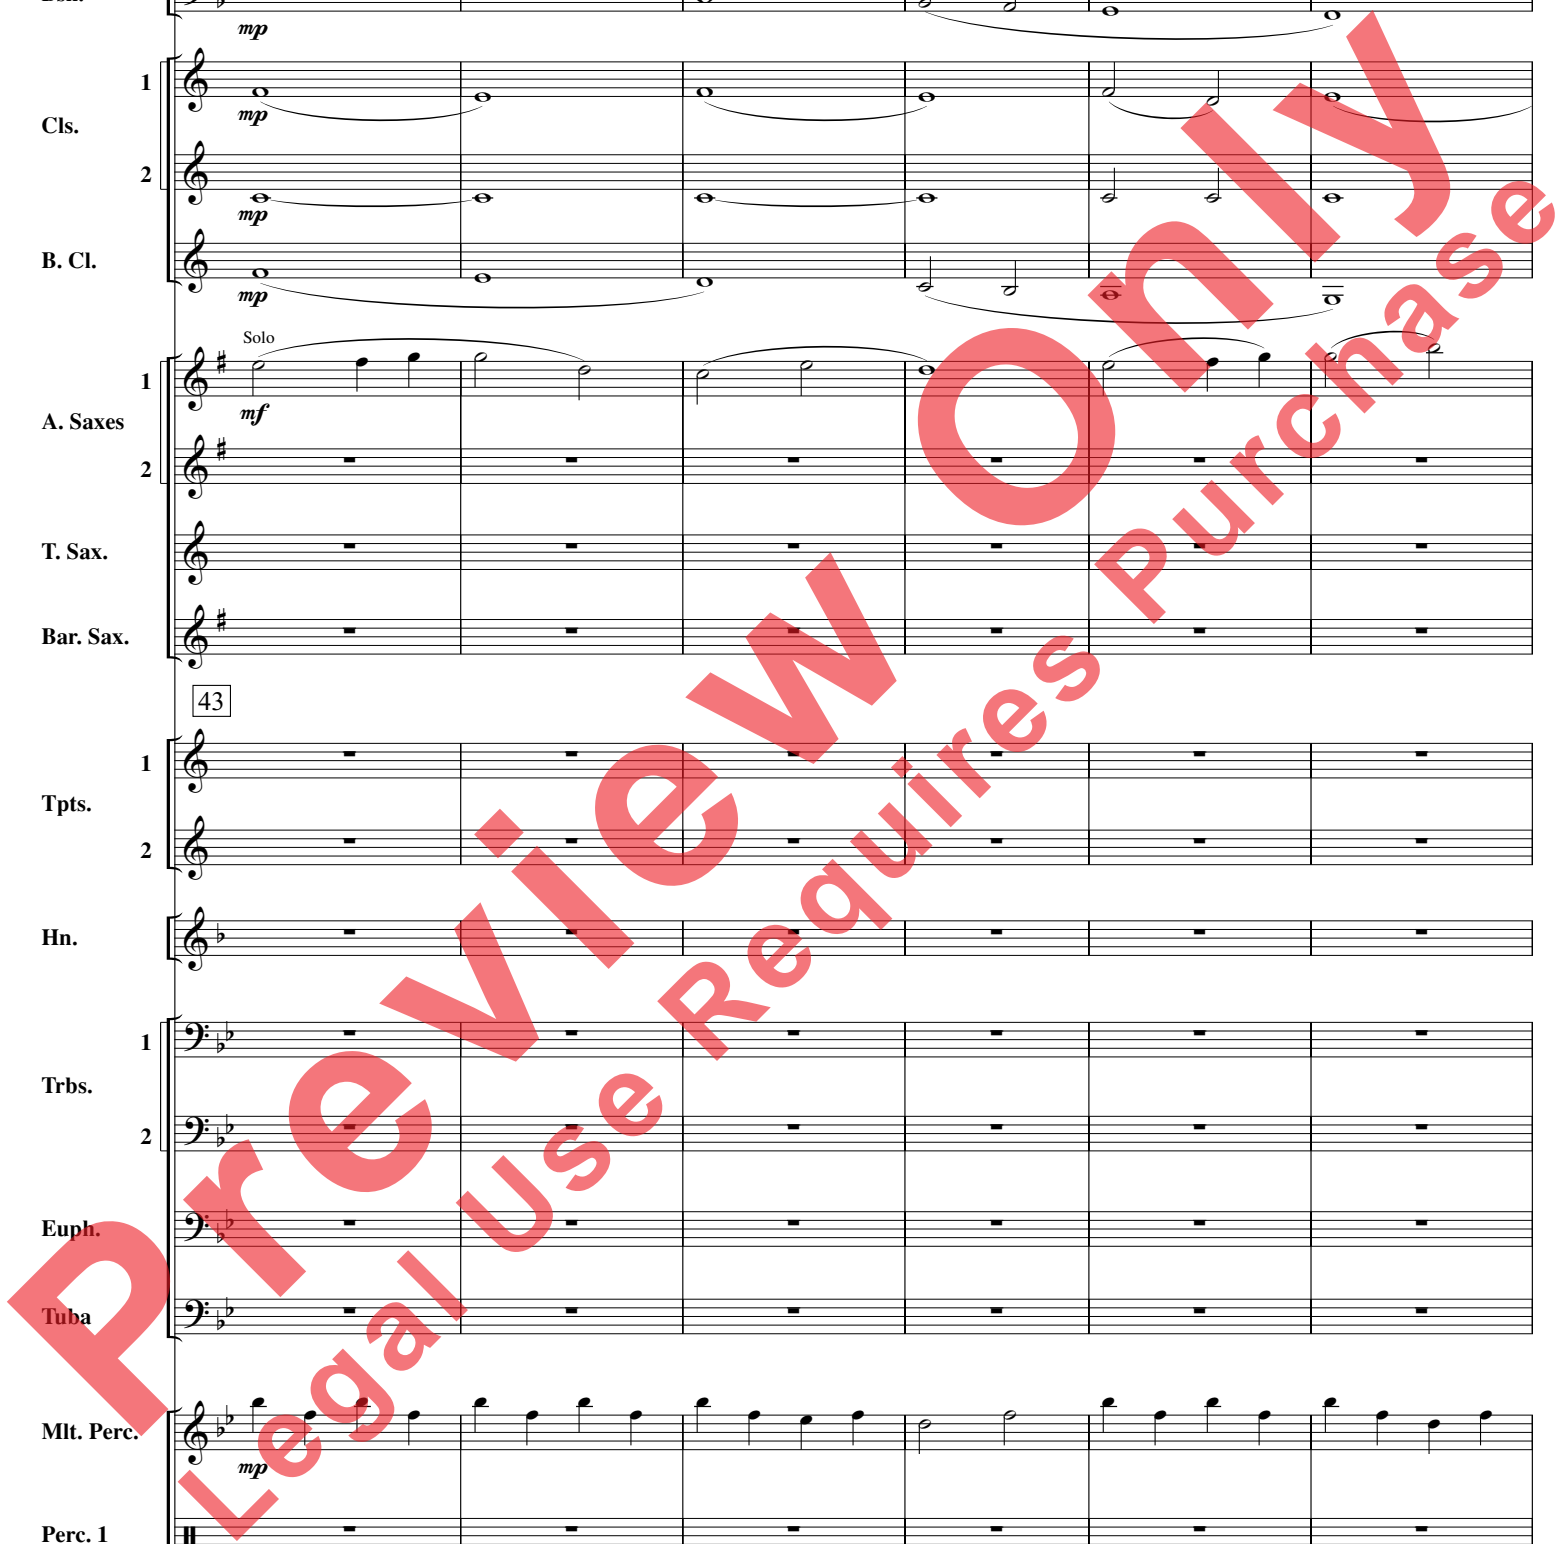 mp
1
Cls.
mp
2
mp
B. Cl.
mp
Solo
1
mf
A. Saxes
2
T. Sax.
Bar. Sax.
43
1
Tpts.
2
Hn.
1
Trbs.
2
Euph.
Tuba
Mlt. Perc.
mp
Perc. 1
Preview Only
Legal Use Requires Purchase